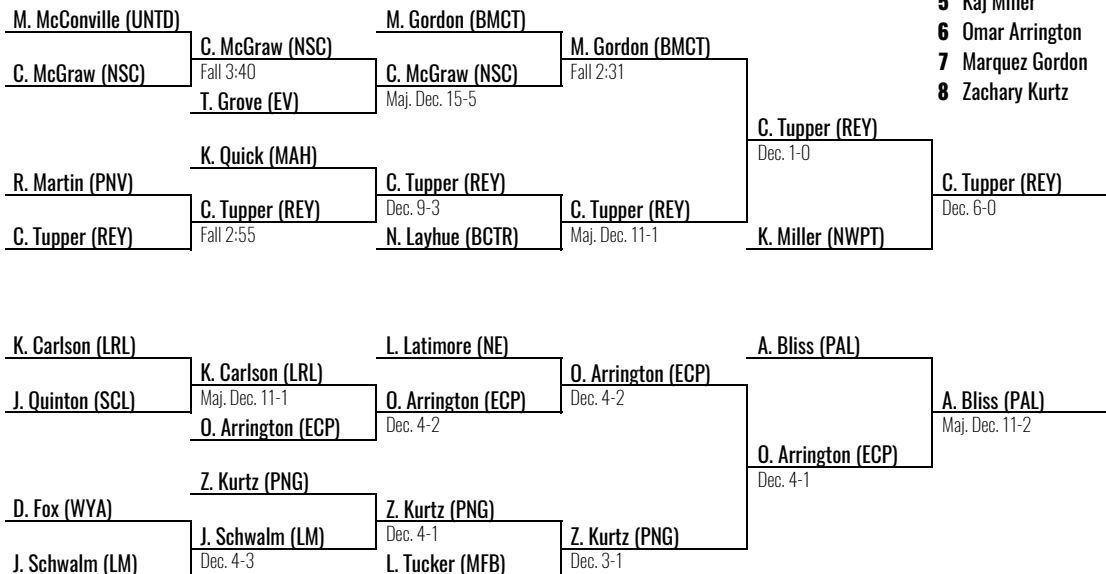 5 Kaj Miller
6 Omar Arrington
7 Marquez Gordon
8 Zachary Kurtz
M. McConville (UNTD)
C. McGraw (NSC)
C. McGraw (NSC)
Fall 3:40
T. Grove (EV)
M. Gordon (BMCT)
C. McGraw (NSC)
Maj. Dec. 15-5
M. Gordon (BMCT)
Fall 2:31
K. Quick (MAH)
R. Martin (PNV)
C. Tupper (REY)
C. Tupper (REY)
Fall 2:55
C. Tupper (REY)
Dec. 9-3
N. Layhue (BCTR)
C. Tupper (REY)
Maj. Dec. 11-1
C. Tupper (REY)
Dec. 1-0
K. Miller (NWPT)
C. Tupper (REY)
Dec. 6-0
K. Carlson (LRL)
J. Quinton (SCL)
K. Carlson (LRL)
Maj. Dec. 11-1
O. Arrington (ECP)
L. Latimore (NE)
O. Arrington (ECP)
Dec. 4-2
O. Arrington (ECP)
Dec. 4-2
Z. Kurtz (PNG)
D. Fox (WYA)
J. Schwalm (LM)
J. Schwalm (LM)
Dec. 4-3
Z. Kurtz (PNG)
Dec. 4-1
L. Tucker (MFB)
Z. Kurtz (PNG)
Dec. 3-1
A. Bliss (PAL)
O. Arrington (ECP)
Dec. 4-1
A. Bliss (PAL)
Maj. Dec. 11-2